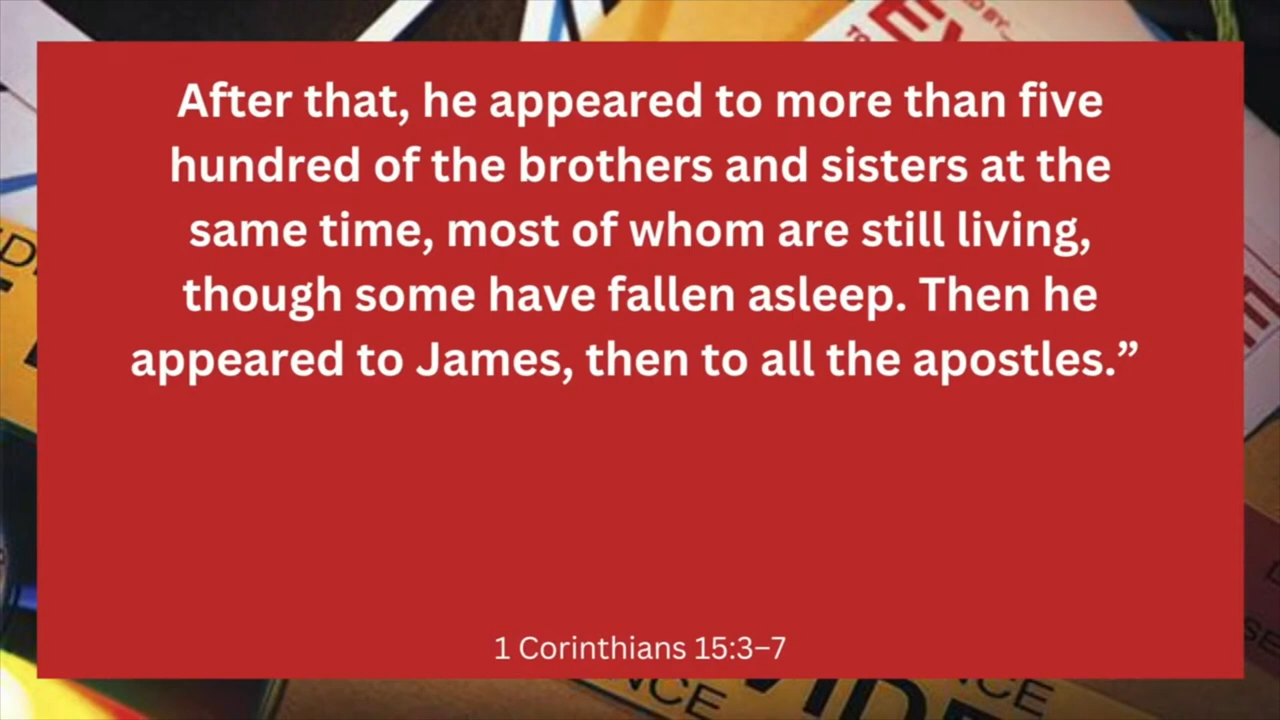 After that, he appeared to more than five
hundred of the brothers and sisters at the
same time, most of whom are still living,
though some have fallen asleep. Then he
appeared to James, then to all the apostles.”
1 Corinthians 15:3–7